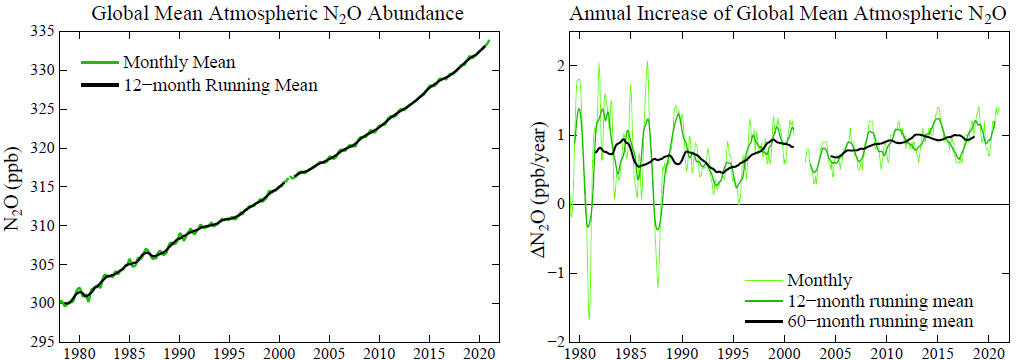 Global Mean Atmospheric N₂O Abundance
335
330
325
320
315
310
305
300
295
N₂O (ppb)
Monthly Mean
12−month Running Mean
1980 1985 1990 1995 2000 2005 2010 2015 2020
Annual Increase of Global Mean Atmospheric N₂O
2
1
0
−1
−2
ΔN₂O (ppb/year)
Monthly
12−month running mean
60−month running mean
1980 1985 1990 1995 2000 2005 2010 2015 2020